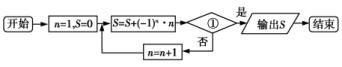 开始
n=1,S=0
S=S+(-1)ⁿ·n
①
是
输出S
结束
否
n=n+1